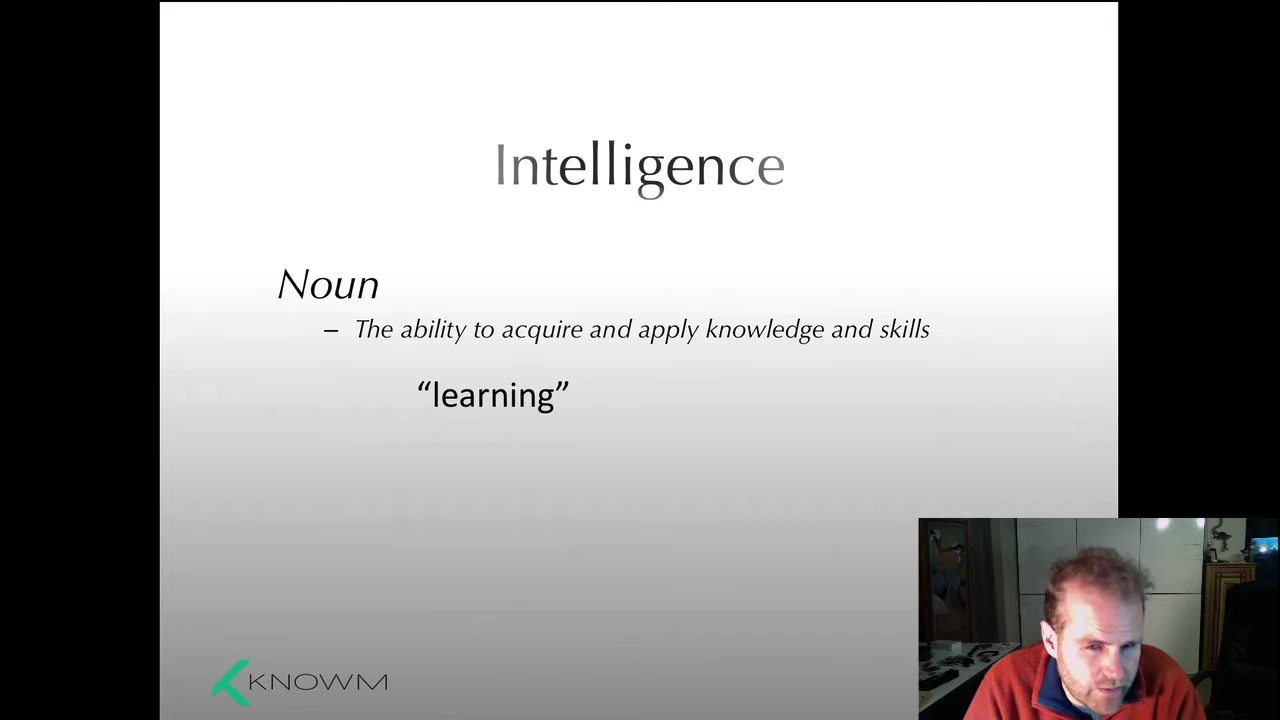 Intelligence
Noun
– The ability to acquire and apply knowledge and skills
“learning”
KNOWM